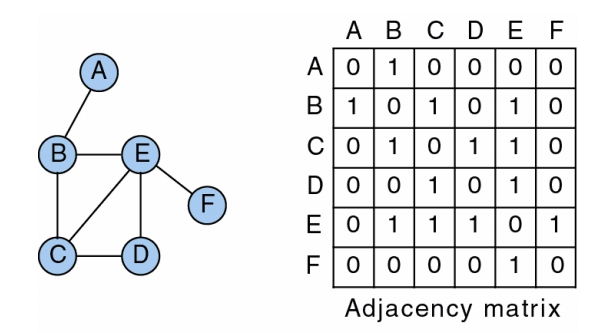 A
B
E
F
C
D
A B C D E F
A 0 1 0 0 0 0
B 1 0 1 0 1 0
C 0 1 0 1 1 0
D 0 0 1 0 1 0
E 0 1 1 1 0 1
F 0 0 0 0 1 0
Adjacency matrix